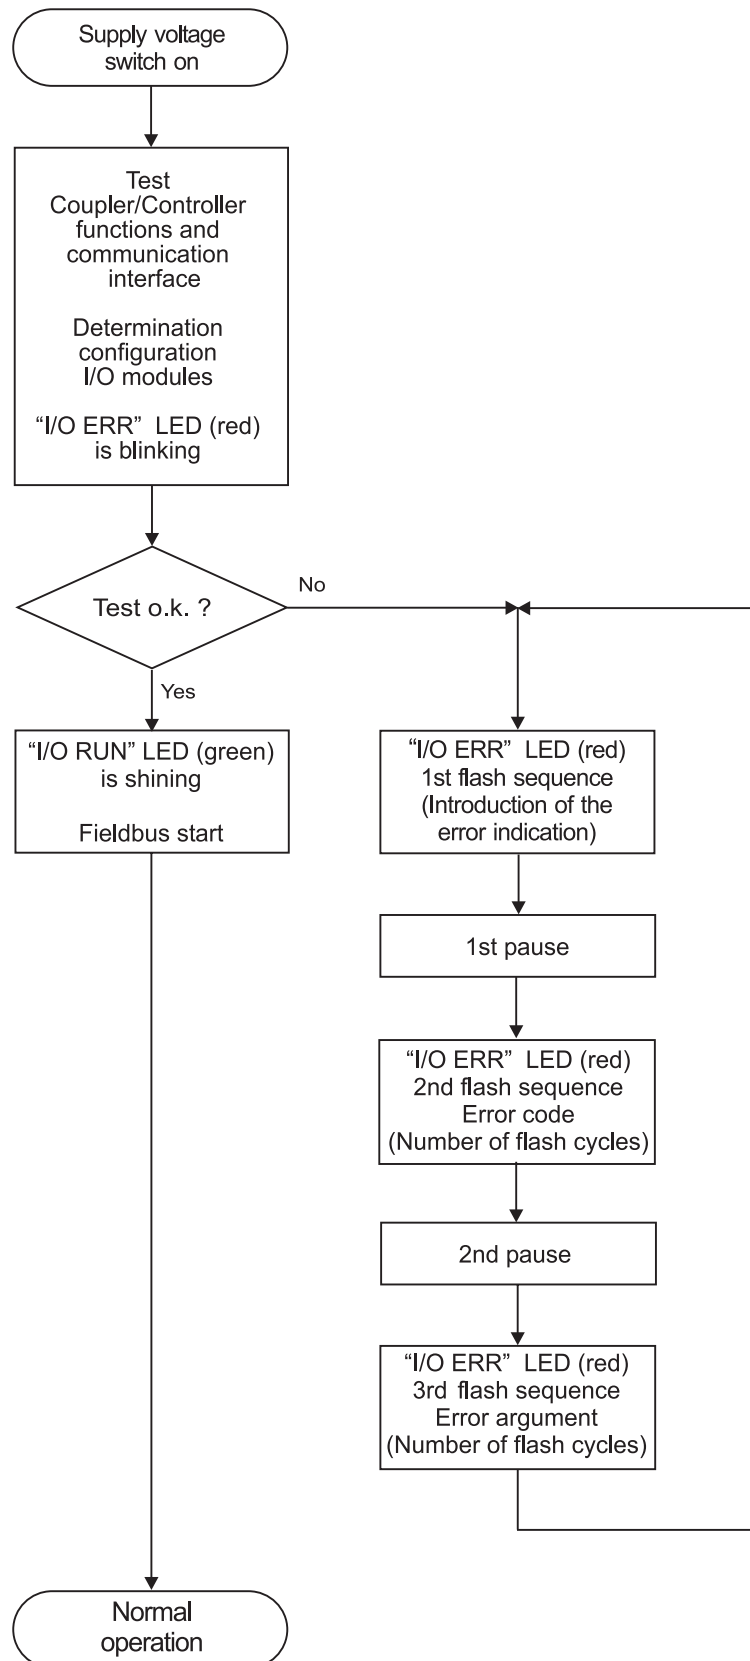 Supply voltage
switch on
Test
Coupler/Controller
functions and
communication
interface
Determination
configuration
I/O modules
“I/O ERR” LED (red)
is blinking
Test o.k. ?
No
Yes
“I/O RUN” LED (green)
is shining
Fieldbus start
“I/O ERR” LED (red)
1st flash sequence
(Introduction of the
error indication)
1st pause
“I/O ERR” LED (red)
2nd flash sequence
Error code
(Number of flash cycles)
2nd pause
“I/O ERR” LED (red)
3rd flash sequence
Error argument
(Number of flash cycles)
Normal
operation